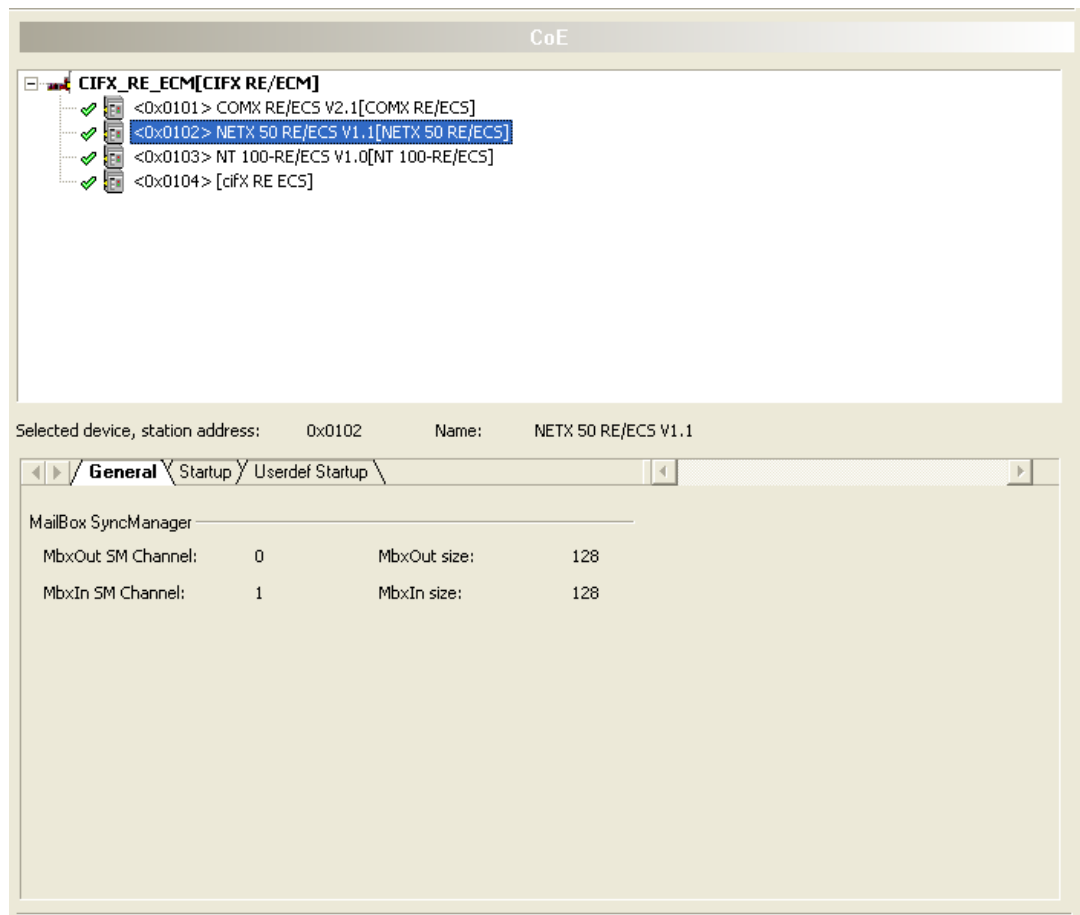 CoE
CIFX_RE_ECM[CIFX RE/ECM]
<0x0101> COMX RE/ECS V2.1[COMX RE/ECS]
<0x0102> NETX 50 RE/ECS V1.1[NETX 50 RE/ECS]
<0x0103> NT 100-RE/ECS V1.0[NT 100-RE/ECS]
<0x0104> [cifX RE ECS]
Selected device, station address: 0x0102 Name: NETX 50 RE/ECS V1.1
General Startup Userdef Startup
MailBox SyncManager
MbxOut SM Channel: 0 MbxOut size: 128
MbxIn SM Channel: 1 MbxIn size: 128